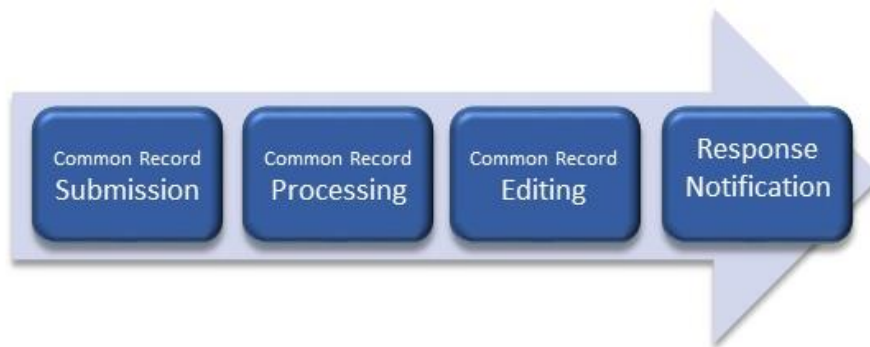 Common Record
Submission
Common Record
Processing
Common Record
Editing
Response
Notification